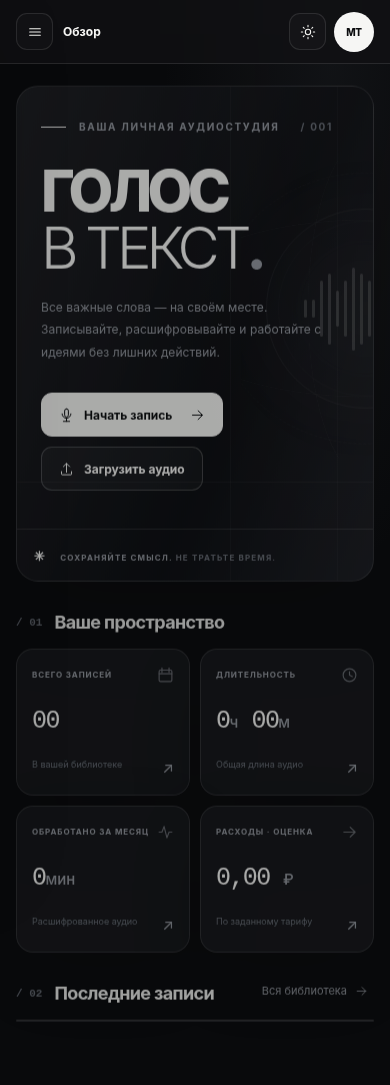 Обзор
МТ
ВАША ЛИЧНАЯ АУДИОСТУДИЯ / 001
ГОЛОС
В ТЕКСТ.
Все важные слова — на своём месте.
Записывайте, расшифровывайте и работайте с
идеями без лишних действий.
Начать запись
Загрузить аудио
СОХРАНЯЙТЕ СМЫСЛ. НЕ ТРАТЬТЕ ВРЕМЯ.
/ 01 Ваше пространство
ВСЕГО ЗАПИСЕЙ
00
В вашей библиотеке
ДЛИТЕЛЬНОСТЬ
0ч 00м
Общая длина аудио
ОБРАБОТАНО ЗА МЕСЯЦ
0мин
Расшифрованное аудио
РАСХОДЫ · ОЦЕНКА
0,00 ₽
По заданному тарифу
/ 02 Последние записи
Вся библиотека